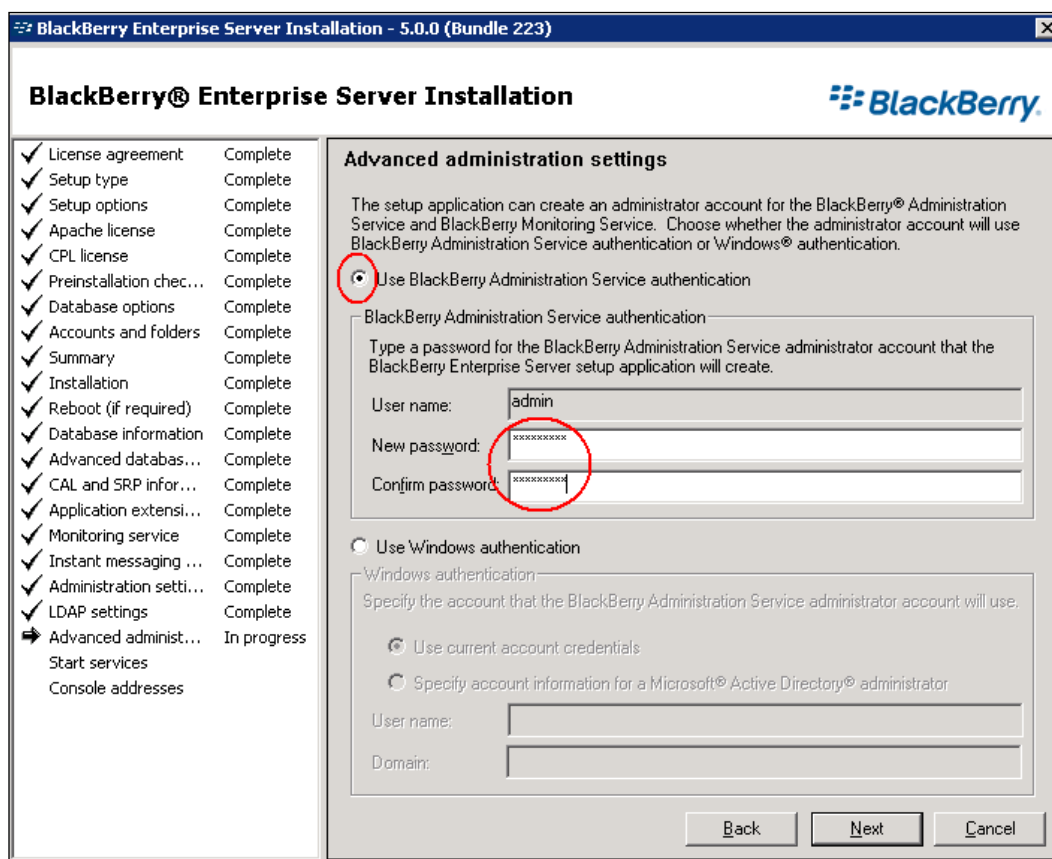 BlackBerry Enterprise Server Installation - 5.0.0 (Bundle 223)
BlackBerry® Enterprise Server Installation
BlackBerry.
License agreement Complete
Setup type Complete
Setup options Complete
Apache license Complete
CPL license Complete
Preinstallation chec... Complete
Database options Complete
Accounts and folders Complete
Summary Complete
Installation Complete
Reboot (if required) Complete
Database information Complete
Advanced databas... Complete
CAL and SRP infor... Complete
Application extensi... Complete
Monitoring service Complete
Instant messaging ... Complete
Administration setti... Complete
LDAP settings Complete
Advanced administ... In progress
Start services
Console addresses
Advanced administration settings
The setup application can create an administrator account for the BlackBerry® Administration
Service and BlackBerry Monitoring Service. Choose whether the administrator account will use
BlackBerry Administration Service authentication or Windows® authentication.
Use BlackBerry Administration Service authentication
BlackBerry Administration Service authentication
Type a password for the BlackBerry Administration Service administrator account that the
BlackBerry Enterprise Server setup application will create.
User name: admin
New password: *********
Confirm password: *********
Use Windows authentication
Windows authentication
Specify the account that the BlackBerry Administration Service administrator account will use.
Use current account credentials
Specify account information for a Microsoft® Active Directory® administrator
User name:
Domain:
Back Next Cancel